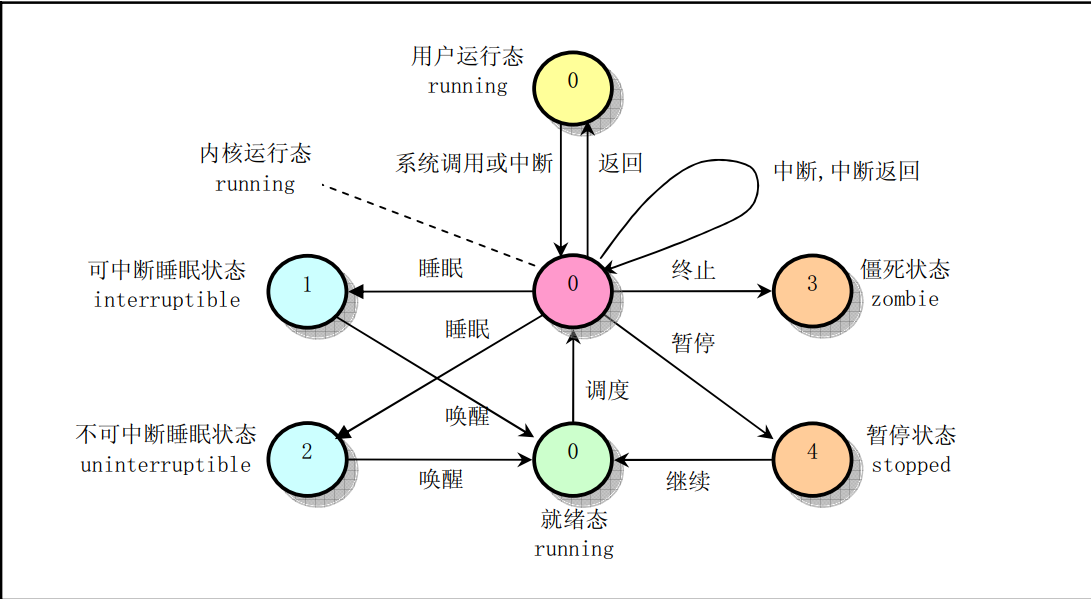 用户运行态
running
0
内核运行态
running
系统调用或中断
返回
中断,中断返回
可中断睡眠状态
interruptible
1
睡眠
0
终止
3
僵死状态
zombie
睡眠
暂停
调度
唤醒
不可中断睡眠状态
uninterruptible
2
唤醒
0
继续
4
暂停状态
stopped
就绪态
running